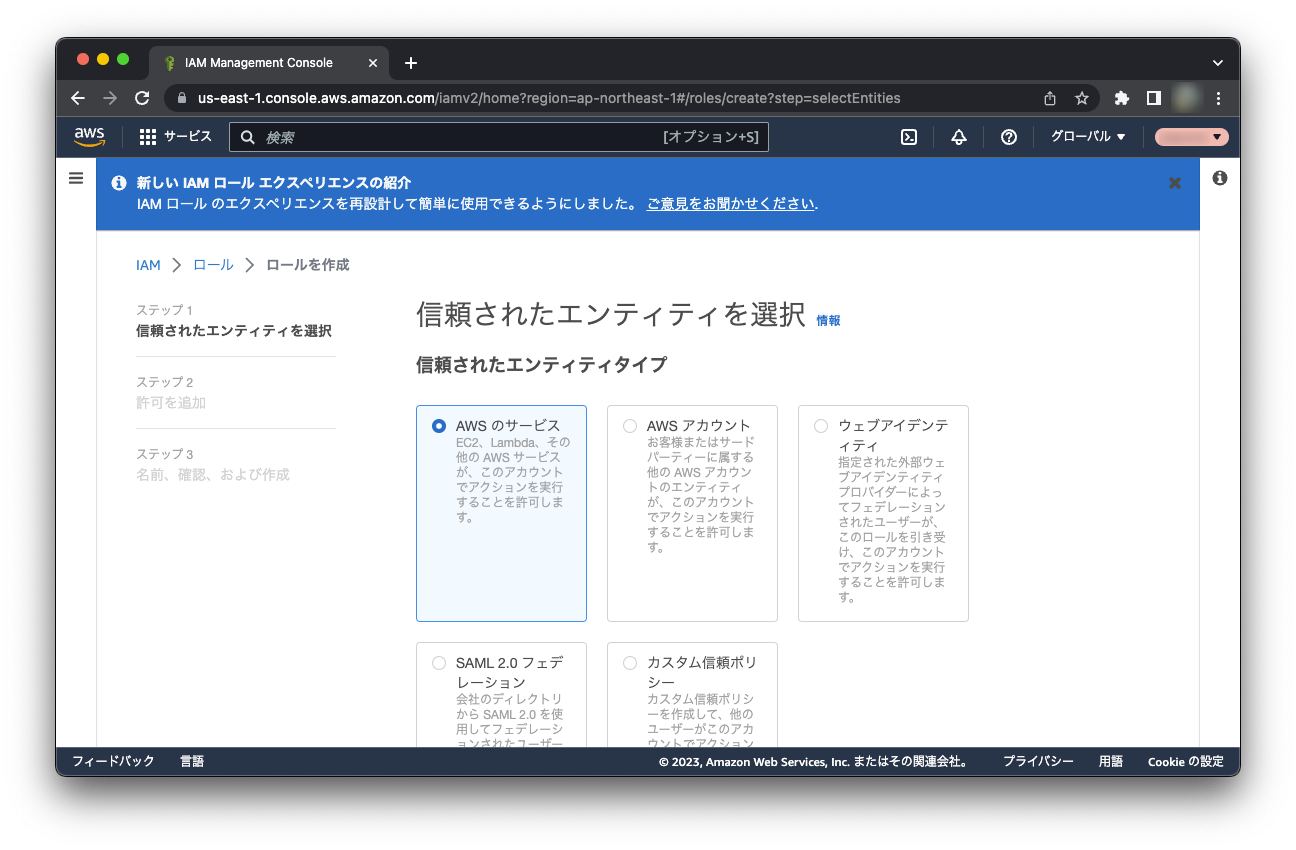 IAM Management Console
us-east-1.console.aws.amazon.com/iamv2/home?region=ap-northeast-1#/roles/create?step=selectEntities
aws
サービス
検索
[オプション+S]
グローバル
新しい IAM ロール エクスペリエンスの紹介
IAM ロール のエクスペリエンスを再設計して簡単に使用できるようにしました。 ご意見をお聞かせください.
IAM
ロール
ロールを作成
ステップ 1
信頼されたエンティティを選択
ステップ 2
許可を追加
ステップ 3
名前、確認、および作成
信頼されたエンティティを選択 情報
信頼されたエンティティタイプ
AWS のサービス
EC2、Lambda、その
他の AWS サービス
が、このアカウント
でアクションを実行
することを許可しま
す。
AWS アカウント
お客様またはサード
パーティーに属する
他の AWS アカウン
トのエンティティ
が、このアカウント
でアクションを実行
することを許可しま
す。
ウェブアイデンテ
ィティ
指定された外部ウェ
ブアイデンティティ
プロバイダーによっ
てフェデレーション
されたユーザーが、
このロールを引き受
け、このアカウント
でアクションを実行
することを許可しま
す。
SAML 2.0 フェデ
レーション
会社のディレクトリ
から SAML 2.0 を使
用してフェデレーシ
ョンされたユーザー
カスタム信頼ポリ
シー
カスタム信頼ポリシ
ーを作成して、他の
ユーザーがこのアカ
ウントでアクション
フィードバック
言語
© 2023, Amazon Web Services, Inc. またはその関連会社。
プライバシー
用語
Cookie の設定